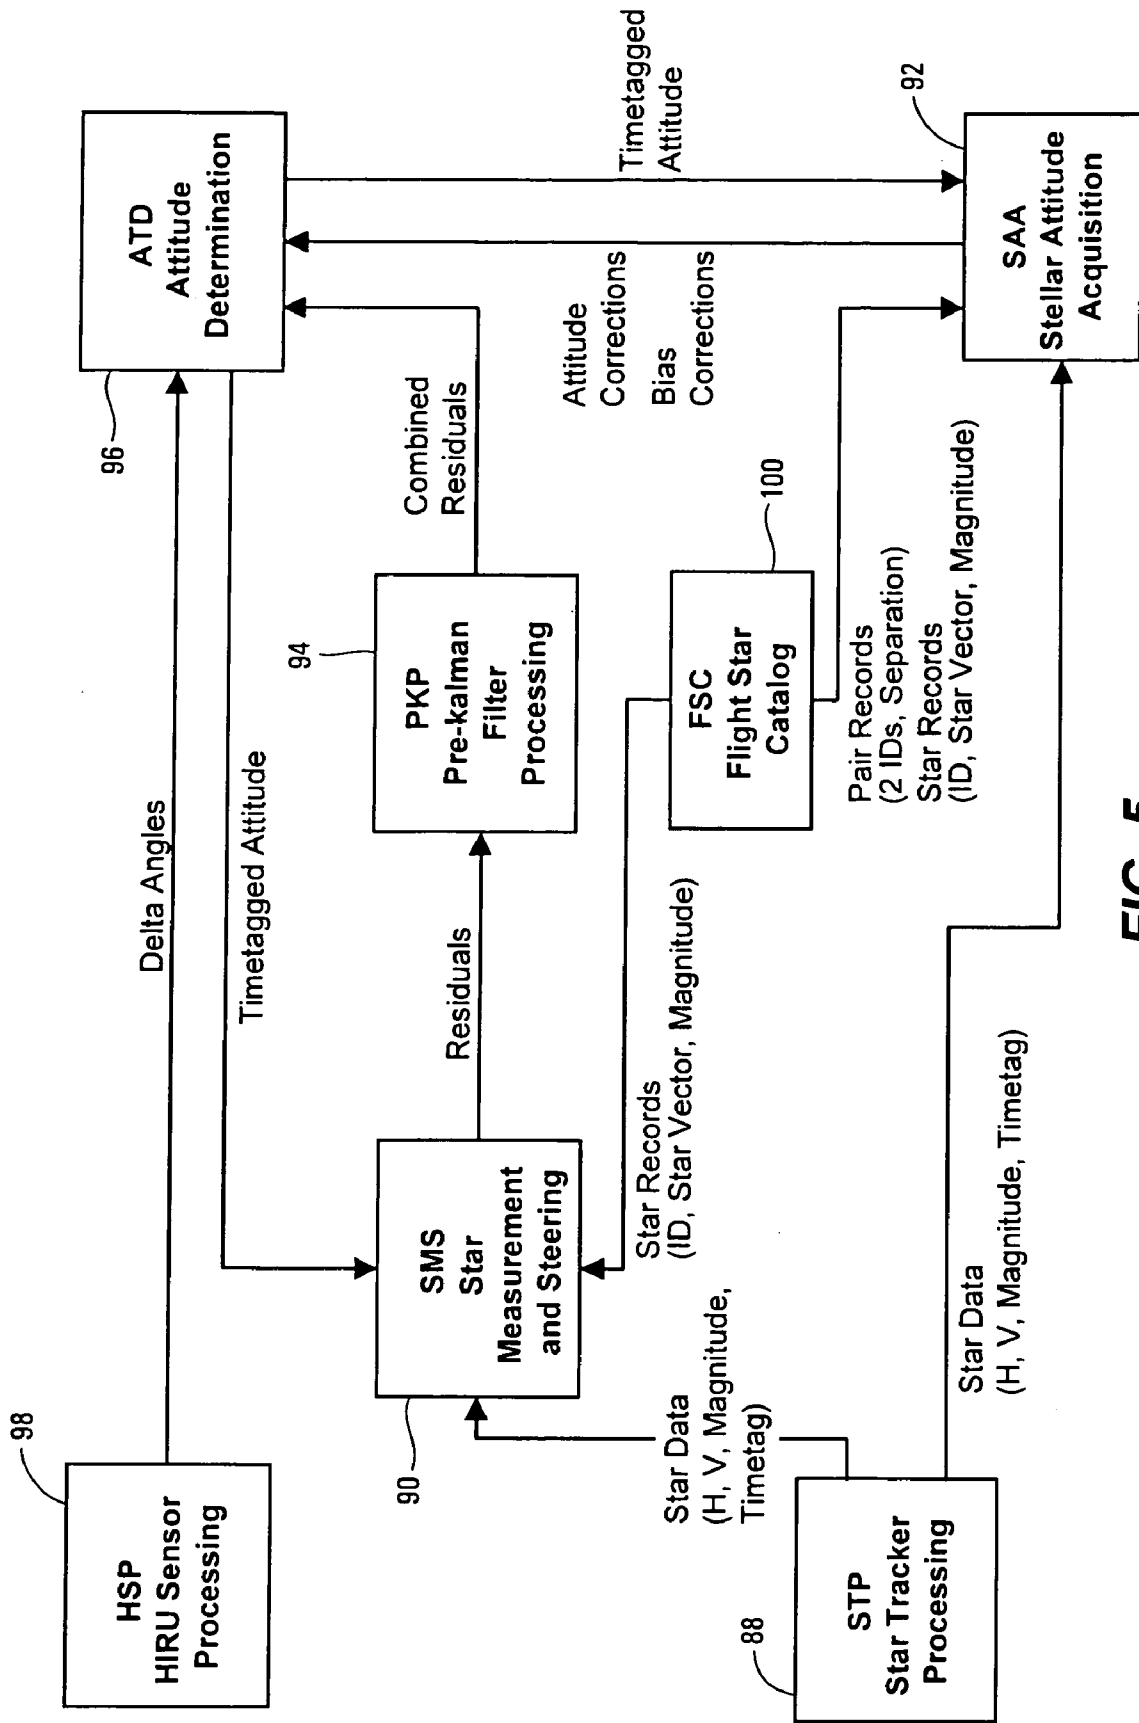 98
HSP
HIRU Sensor
Processing
Delta Angles
96
ATD
Attitude
Determination
Timetagged Attitude
90
SMS
Star
Measurement
and Steering
Residuals
94
PKP
Pre-kalman
Filter
Processing
Combined
Residuals
Attitude
Corrections
Bias
Corrections
Timetagged
Attitude
Star Records
(ID, Star Vector, Magnitude)
FSC
Flight Star
Catalog
100
Star Data
(H, V, Magnitude,
Timetag)
88
STP
Star Tracker
Processing
Pair Records
(2 IDs, Separation)
Star Records
(ID, Star Vector, Magnitude)
Star Data
(H, V, Magnitude, Timetag)
92
SAA
Stellar Attitude
Acquisition
FIG. 5